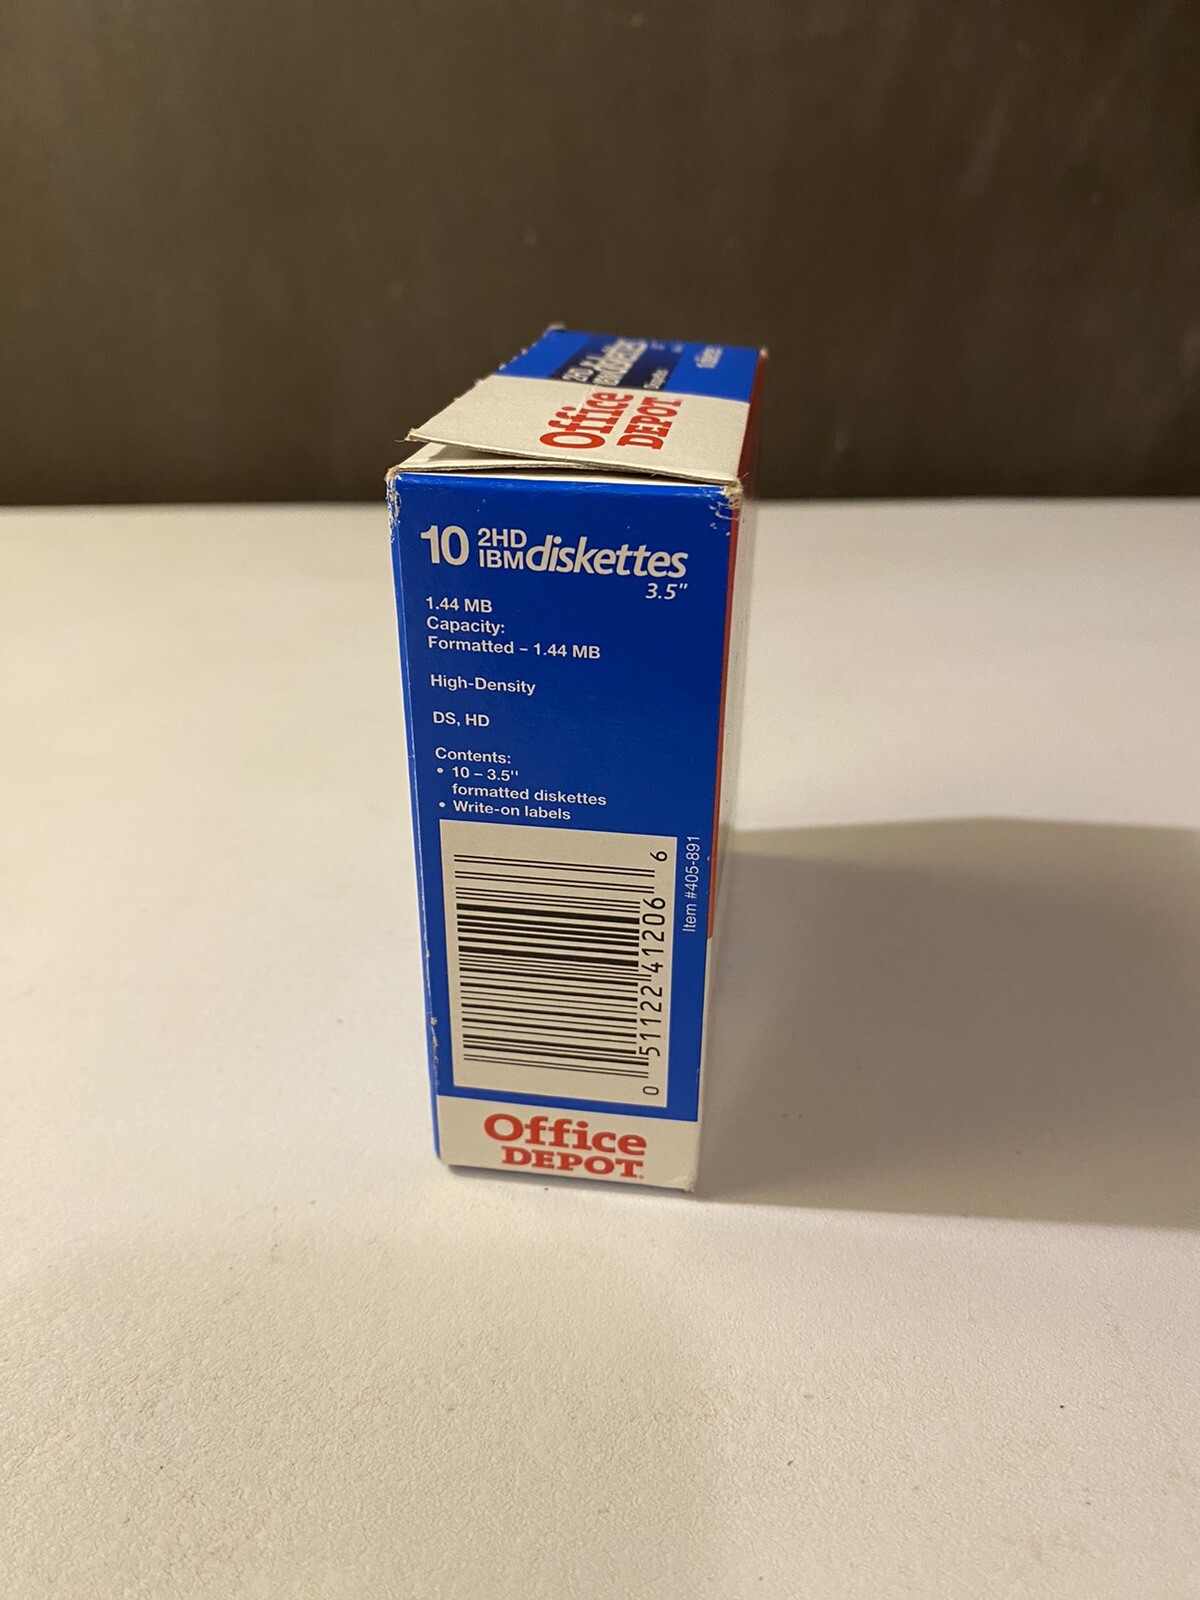 Office
DEPOT
10 2HD
IBM diskettes
3.5"
1.44 MB
Capacity:
Formatted – 1.44 MB
High-Density
DS, HD
Contents:
• 10 – 3.5"
formatted diskettes
• Write-on labels
0 51122 41206 6
Item #405-891
Office
DEPOT.